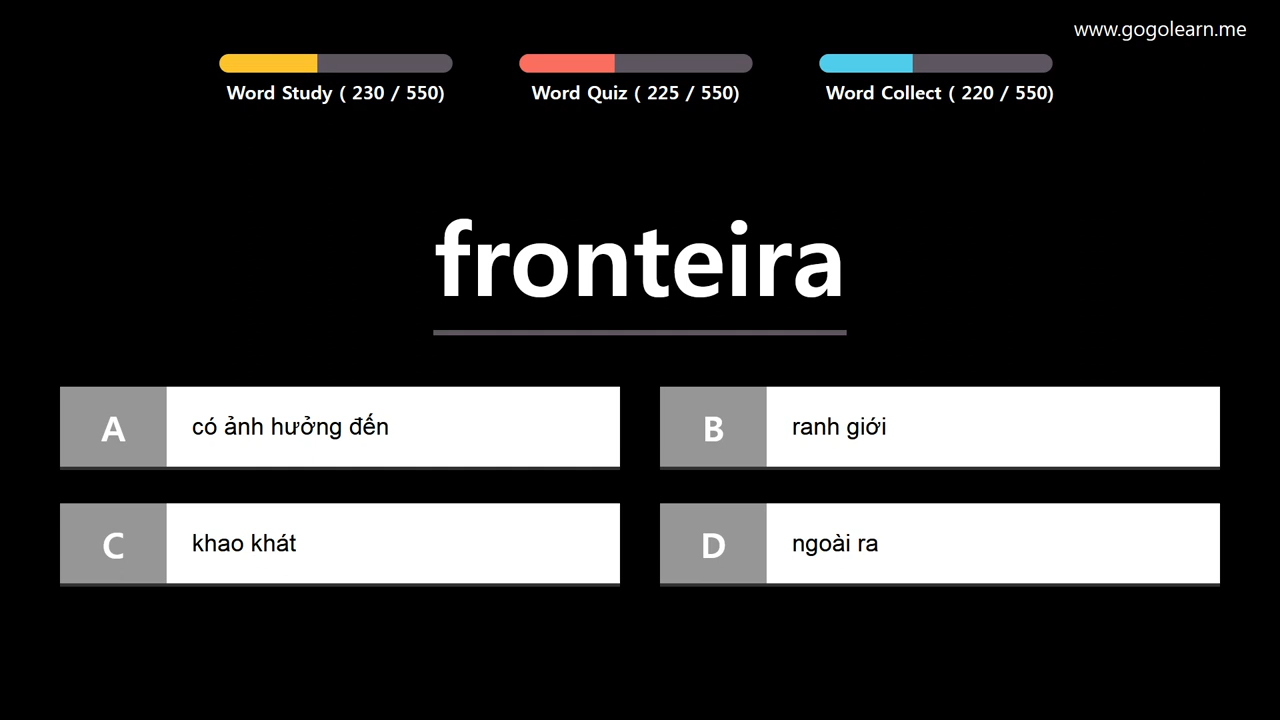 www.gogolearn.me
Word Study ( 230 / 550)
Word Quiz ( 225 / 550)
Word Collect ( 220 / 550)
fronteira
A có ảnh hưởng đến
B ranh giới
C khao khát
D ngoài ra